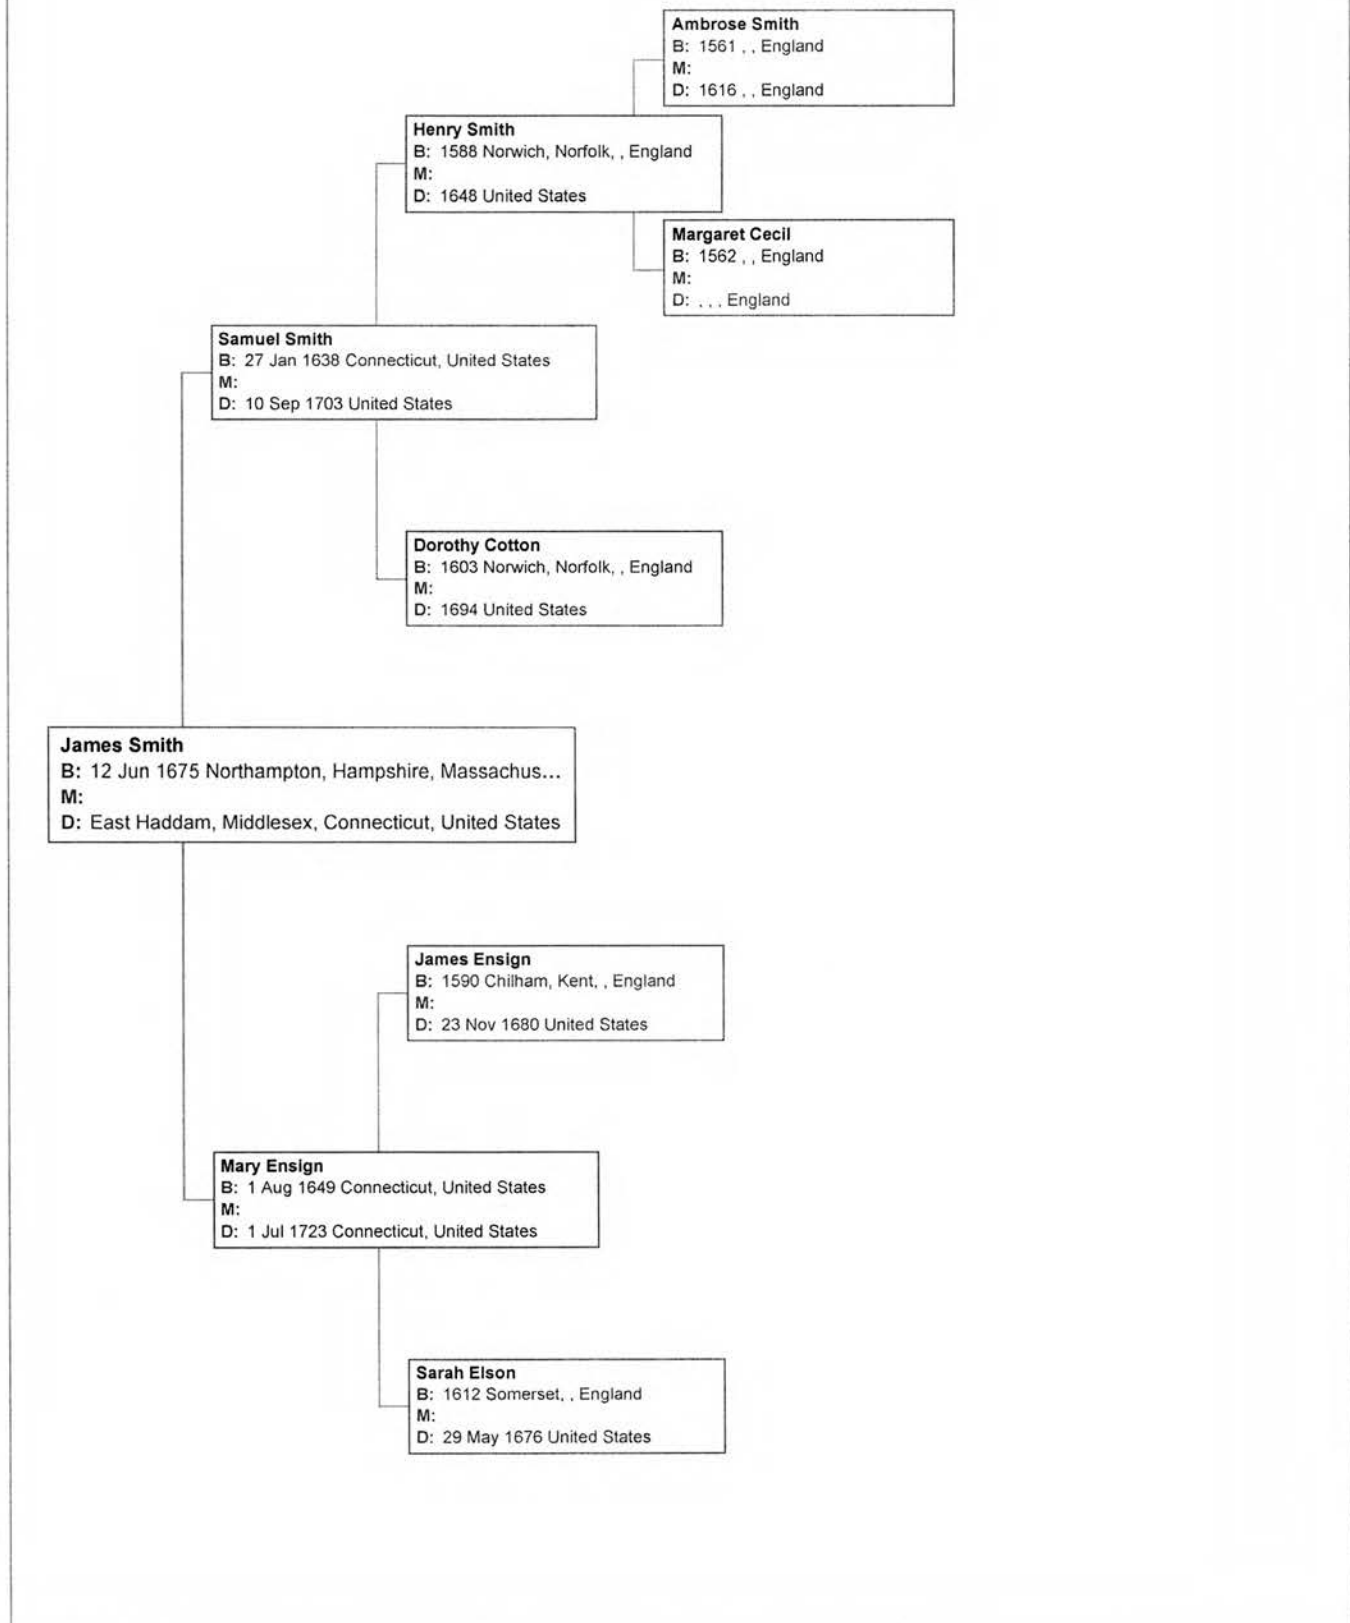 Ambrose Smith
B: 1561 , , England
M:
D: 1616 , , England
Henry Smith
B: 1588 Norwich, Norfolk, , England
M:
D: 1648 United States
Margaret Cecil
B: 1562 , , England
M:
D: , , , England
Samuel Smith
B: 27 Jan 1638 Connecticut, United States
M:
D: 10 Sep 1703 United States
Dorothy Cotton
B: 1603 Norwich, Norfolk, , England
M:
D: 1694 United States
James Smith
B: 12 Jun 1675 Northampton, Hampshire, Massachus...
M:
D: East Haddam, Middlesex, Connecticut, United States
James Ensign
B: 1590 Chilham, Kent, , England
M:
D: 23 Nov 1680 United States
Mary Ensign
B: 1 Aug 1649 Connecticut, United States
M:
D: 1 Jul 1723 Connecticut, United States
Sarah Elson
B: 1612 Somerset, , England
M:
D: 29 May 1676 United States